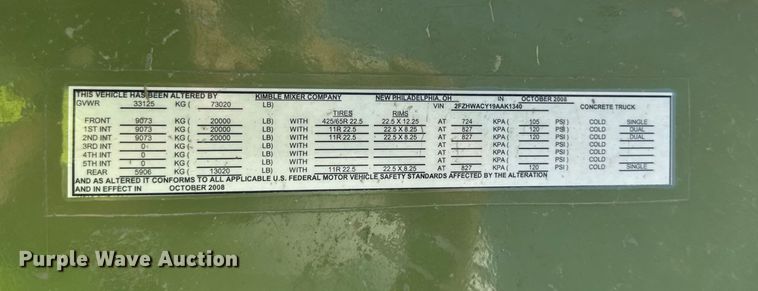 THIS VEHICLE HAS BEEN ALTERED BY KIMBLE MIXER COMPANY NEW PHILADELPHIA, OH IN OCTOBER 2008
GVWR 33125 KG ( 73020 LB) VIN 2FZHWACY19AAK1340 CONCRETE TRUCK
TIRES RIMS
FRONT 9073 KG ( 20000 LB) WITH 425/65R 22.5 22.5 X 12.25 AT 724 KPA ( 105 PSI ) COLD SINGLE
1ST INT 9073 KG ( 20000 LB) WITH 11R 22.5 22.5 X 8.25 AT 827 KPA ( 120 PSI ) COLD DUAL
2ND INT 9073 KG ( 20000 LB) WITH 11R 22.5 22.5 X 8.25 AT 827 KPA ( 120 PSI ) COLD DUAL
3RD INT 0 KG ( LB) WITH AT KPA ( PSI ) COLD
4TH INT 0 KG ( LB) WITH AT KPA ( PSI ) COLD
5TH INT 0 KG ( LB) WITH AT KPA ( PSI ) COLD
REAR 5906 KG ( 13020 LB) WITH 11R 22.5 22.5 X 8.25 AT 827 KPA ( 120 PSI ) COLD SINGLE
AND AS ALTERED IT CONFORMS TO ALL APPLICABLE U.S. FEDERAL MOTOR VEHICLE SAFETY STANDARDS AFFECTED BY THE ALTERATION
AND IN EFFECT IN OCTOBER 2008
Purple Wave Auction